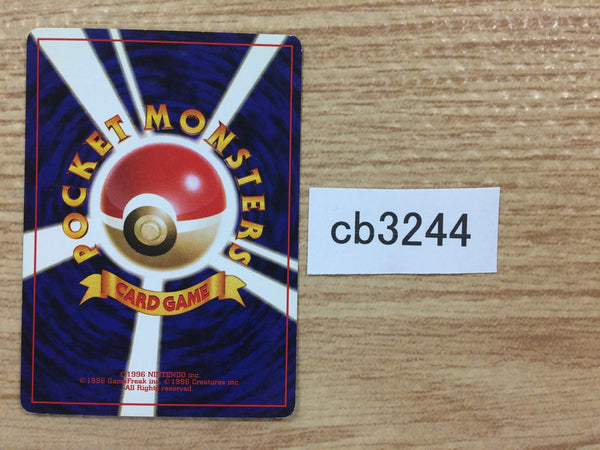 POCKET MONSTERS
CARD GAME
©1996 NINTENDO inc.
©1996 GameFreak inc. ©1996 Creatures inc.
All Rights reserved.
cb3244